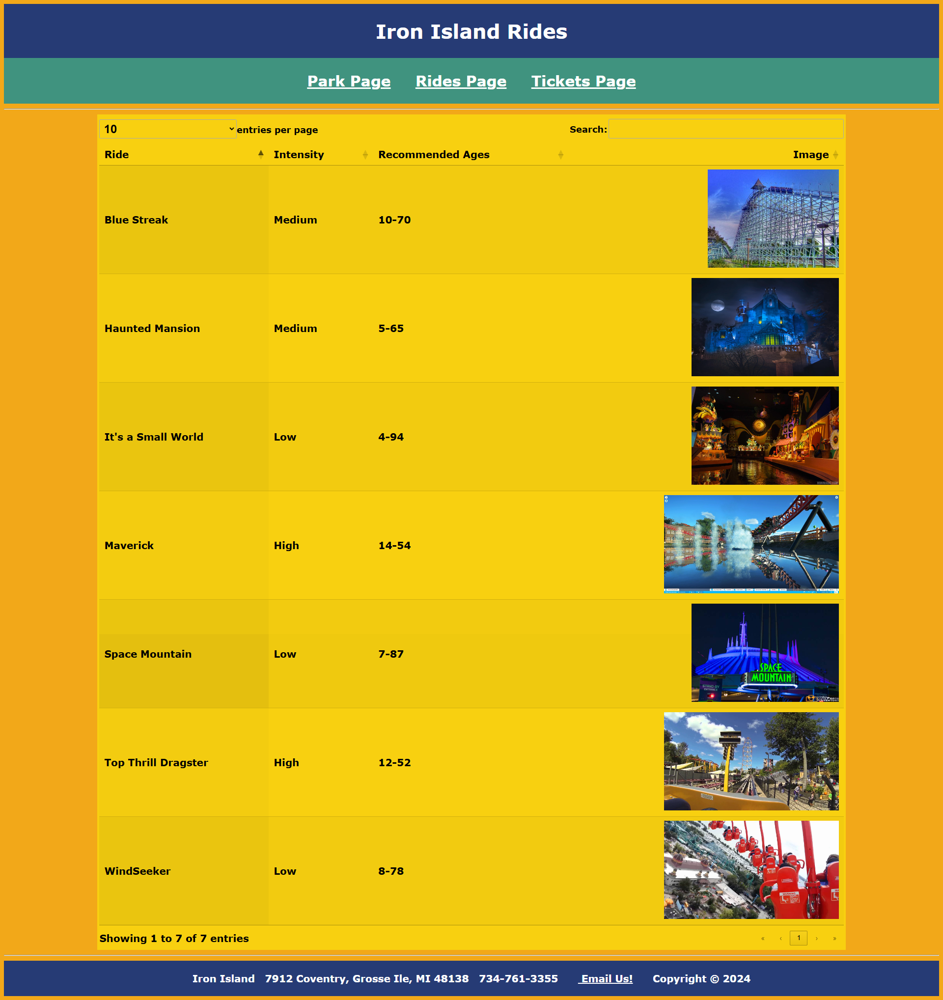 Iron Island Rides
Park Page Rides Page Tickets Page
10 entries per page Search:
Ride Intensity Recommended Ages Image
Blue Streak Medium 10-70
Haunted Mansion Medium 5-65
It's a Small World Low 4-94
Maverick High 14-54
Space Mountain Low 7-87
SPACE
MOUNTAIN
STAND-BY
ENTRANCE
Top Thrill Dragster High 12-52
WindSeeker Low 8-78
WARNING
Showing 1 to 7 of 7 entries « ‹ 1 › »
Iron Island 7912 Coventry, Grosse Ile, MI 48138 734-761-3355 Email Us! Copyright © 2024